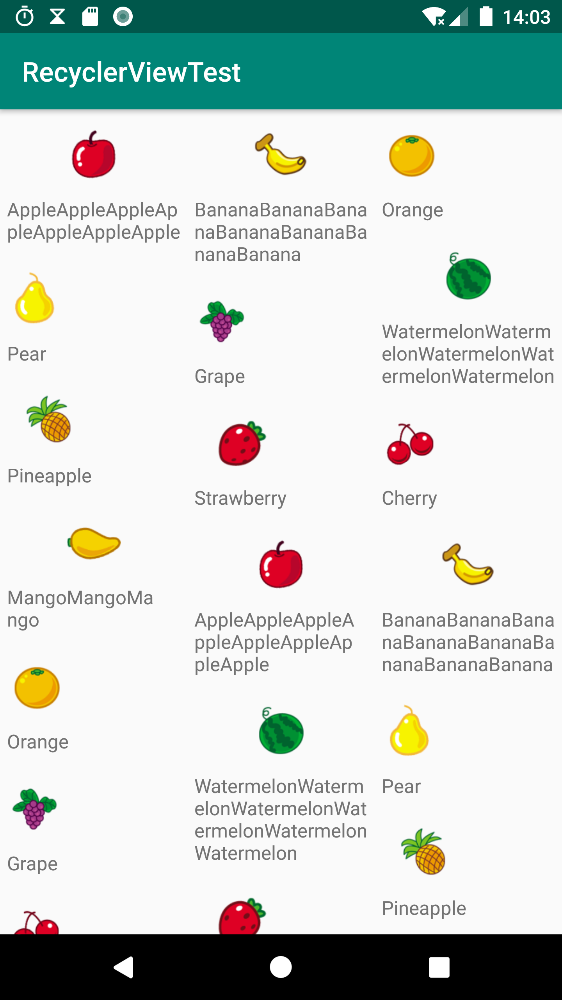 14:03
RecyclerViewTest
AppleAppleAppleAp
pleAppleAppleApple
BananaBananaBana
naBananaBananaBa
nanaBanana
Orange
Pear
Grape
WatermelonWaterm
elonWatermelonWat
ermelonWatermelon
Pineapple
Strawberry
Cherry
MangoMangoMa
ngo
AppleAppleAppleA
ppleAppleAppleAp
pleApple
BananaBananaBana
naBananaBananaBa
nanaBananaBanana
Orange
WatermelonWaterm
elonWatermelonWat
ermelonWatermelon
Watermelon
Pear
Grape
Pineapple